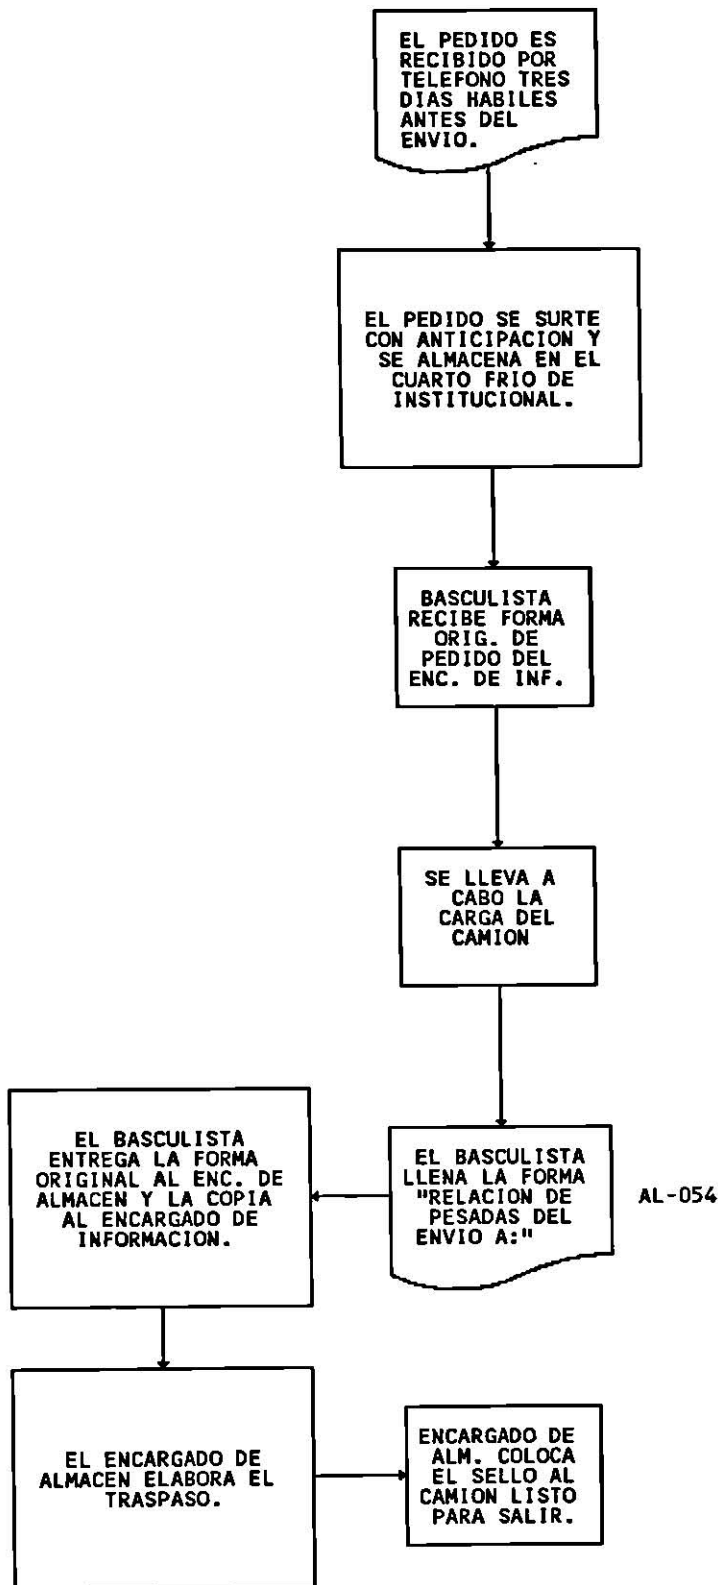 EL PEDIDO ES
RECIBIDO POR
TELEFONO TRES
DIAS HABILES
ANTES DEL
ENVIO.
EL PEDIDO SE SURTE
CON ANTICIPACION Y
SE ALMACENA EN EL
CUARTO FRIO DE
INSTITUCIONAL.
BASCULISTA
RECIBE FORMA
ORIG. DE
PEDIDO DEL
ENC. DE INF.
SE LLEVA A
CABO LA
CARGA DEL
CAMION
EL BASCULISTA
LLENA LA FORMA
"RELACION DE
PESADAS DEL
ENVIO A:"
AL-054
EL BASCULISTA
ENTREGA LA FORMA
ORIGINAL AL ENC. DE
ALMACEN Y LA COPIA
AL ENCARGADO DE
INFORMACION.
EL ENCARGADO DE
ALMACEN ELABORA EL
TRASPASO.
ENCARGADO DE
ALM. COLOCA
EL SELLO AL
CAMION LISTO
PARA SALIR.